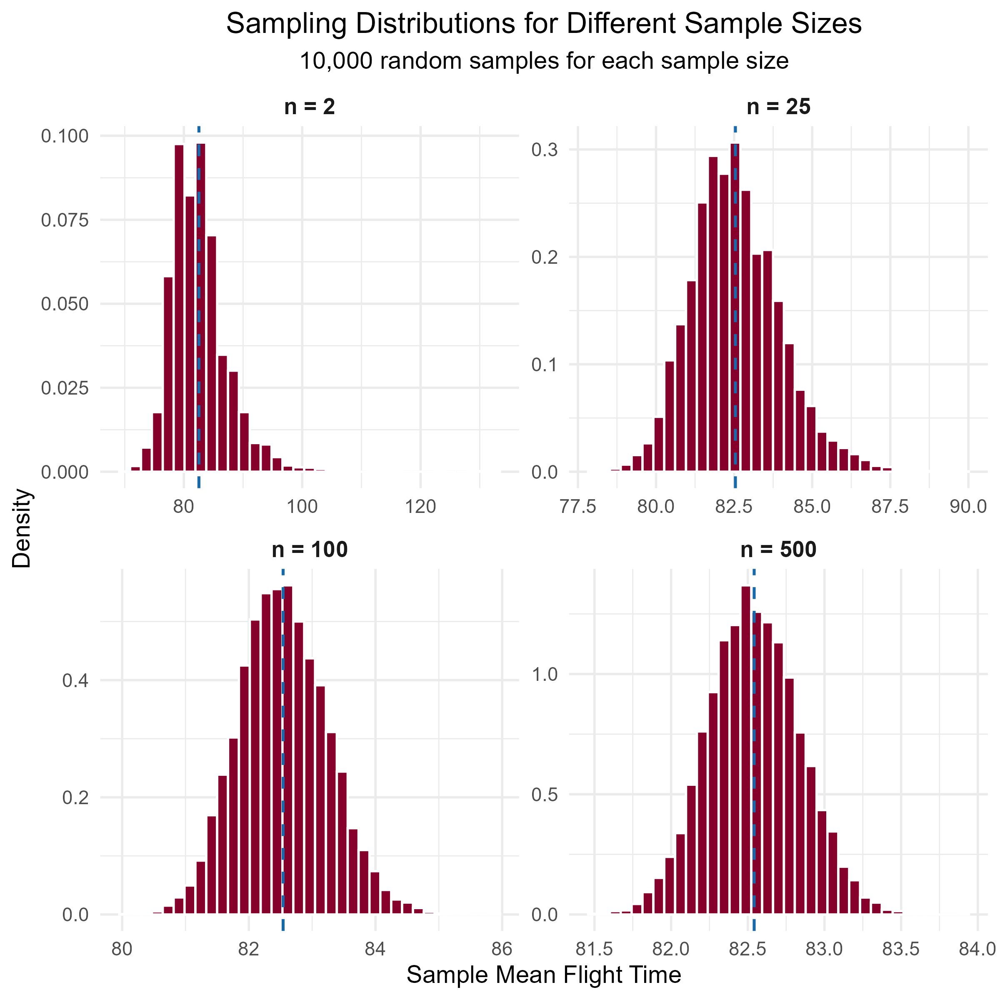 Sampling Distributions for Different Sample Sizes
10,000 random samples for each sample size
n = 2
n = 25
0.100
0.075
0.050
0.025
0.000
80 100 120
0.3
0.2
0.1
0.0
77.5 80.0 82.5 85.0 87.5 90.0
Density
n = 100
n = 500
0.4
0.2
0.0
80 82 84 86
1.0
0.5
0.0
81.5 82.0 82.5 83.0 83.5 84.0
Sample Mean Flight Time